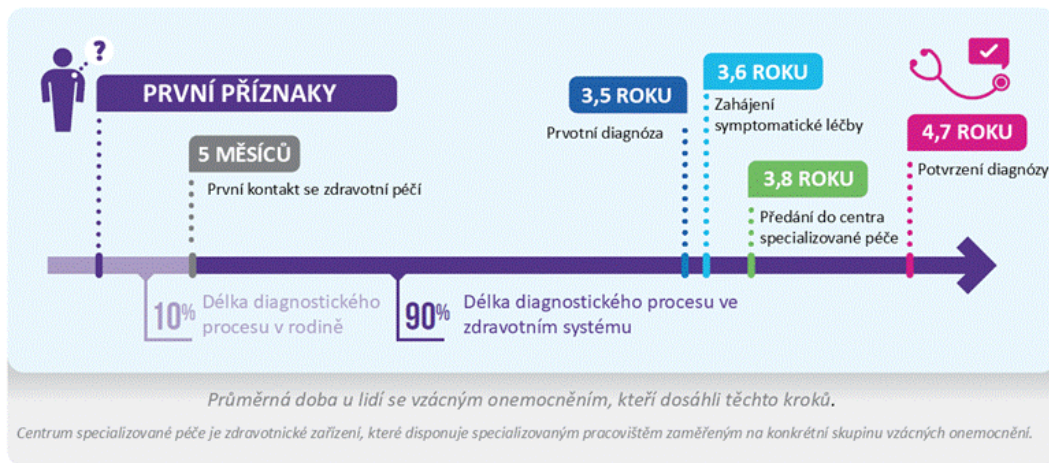 ?
PRVNÍ PŘÍZNAKY
5 MĚSÍCŮ
První kontakt se zdravotní péčí
3,5 ROKU
Prvotní diagnóza
3,6 ROKU
Zahájení
symptomatické léčby
3,8 ROKU
Předání do centra
specializované péče
4,7 ROKU
Potvrzení diagnózy
10%
Délka diagnostického
procesu v rodině
90%
Délka diagnostického procesu ve
zdravotním systému
Průměrná doba u lidí se vzácným onemocněním, kteří dosáhli těchto kroků.
Centrum specializované péče je zdravotnické zařízení, které disponuje specializovaným pracovištěm zaměřeným na konkrétní skupinu vzácných onemocnění.